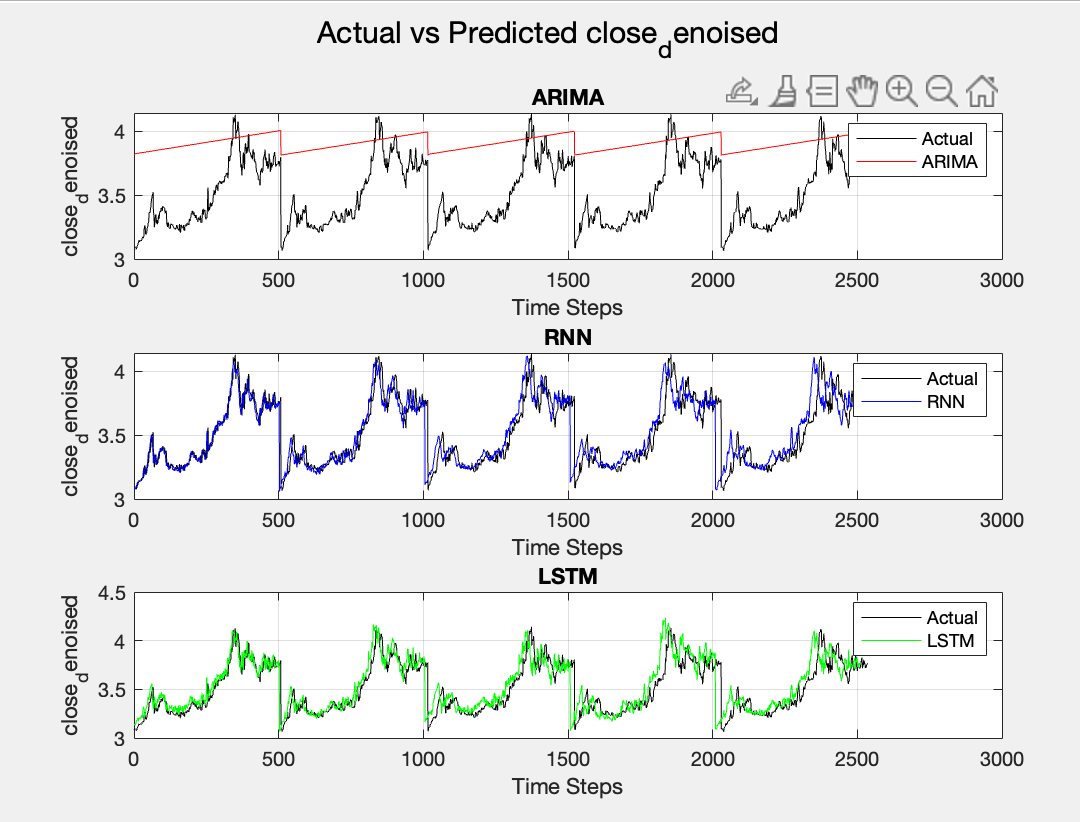 Actual vs Predicted close_denoised
ARIMA
4
3.5
3
close_denoised
Actual
ARIMA
0 500 1000 1500 2000 2500 3000
Time Steps
RNN
4
3.5
3
close_denoised
Actual
RNN
0 500 1000 1500 2000 2500 3000
Time Steps
LSTM
4.5
4
3.5
3
close_denoised
Actual
LSTM
0 500 1000 1500 2000 2500 3000
Time Steps